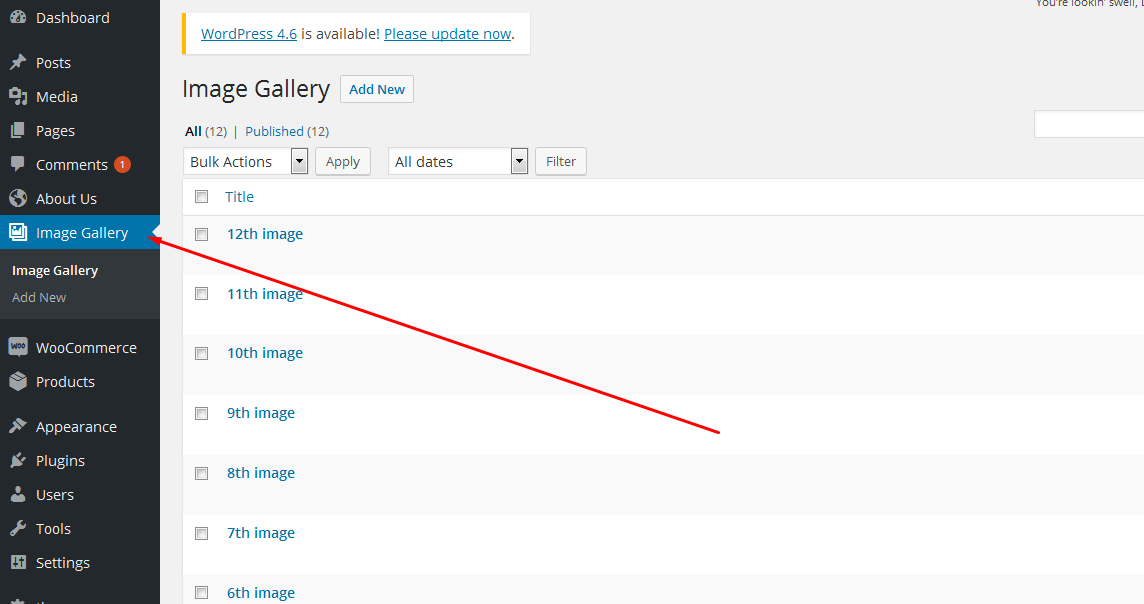 You're lookin' swell,
Dashboard
WordPress 4.6 is available! Please update now.
Posts
Media
Pages
Comments 1
About Us
Image Gallery
Image Gallery
Add New
WOO WooCommerce
Products
Appearance
Plugins
Users
Tools
Settings
Image Gallery Add New
All (12) | Published (12)
Bulk Actions Apply All dates Filter
Title
12th image
11th image
10th image
9th image
8th image
7th image
6th image